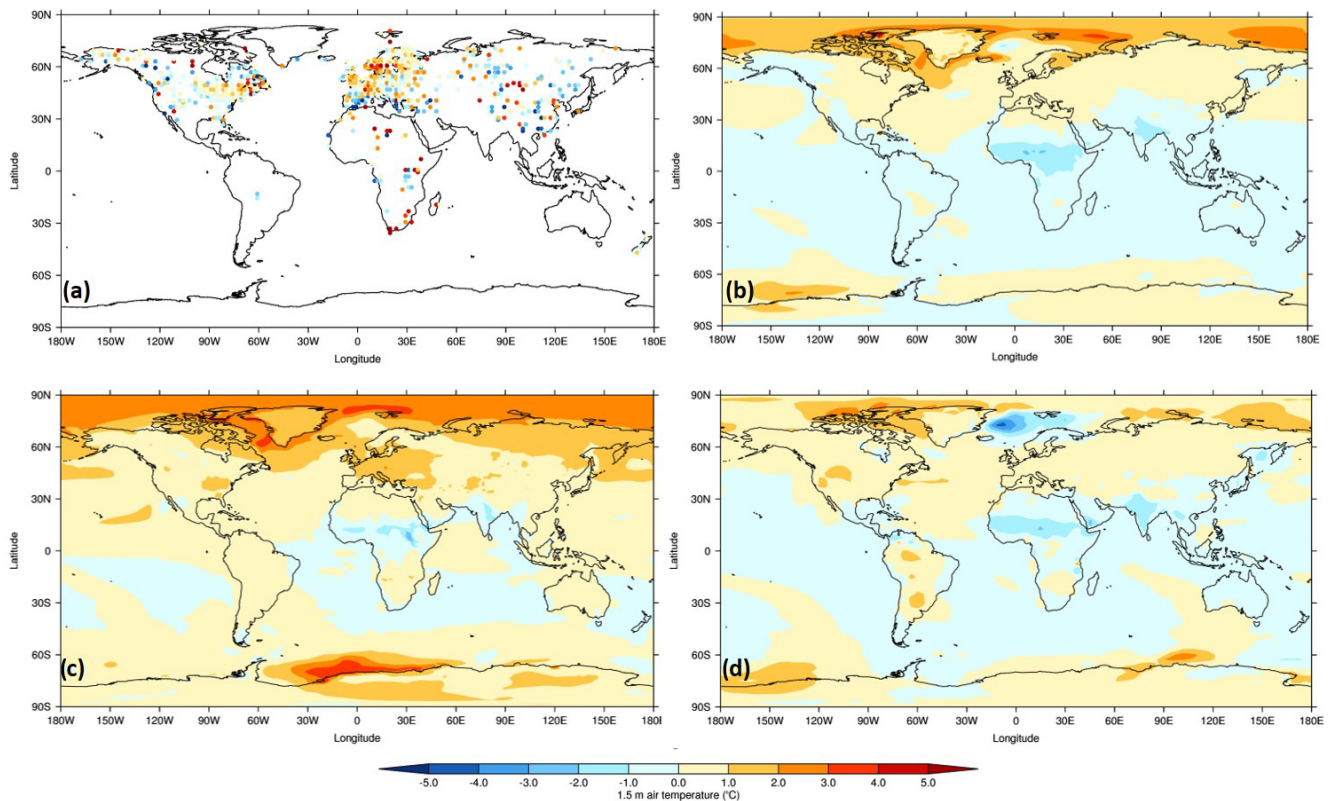 90N
60N
30N
0
30S
60S
90S
Latitude
(a)
180W 150W 120W 90W 60W 30W 0 30E 60E 90E 120E 150E 180E
Longitude
90N
60N
30N
0
30S
60S
90S
Latitude
(b)
180W 150W 120W 90W 60W 30W 0 30E 60E 90E 120E 150E 180E
Longitude
90N
60N
30N
0
30S
60S
90S
Latitude
(c)
180W 150W 120W 90W 60W 30W 0 30E 60E 90E 120E 150E 180I
Longitude
90N
60N
30N
0
30S
60S
90S
Latitude
(d)
180W 150W 120W 90W 60W 30W 0 30E 60E 90E 120E 150E 180E
Longitude
-5.0 -4.0 -3.0 -2.0 -1.0 0.0 1.0 2.0 3.0 4.0 5.0
1.5 m air temperature (°C)